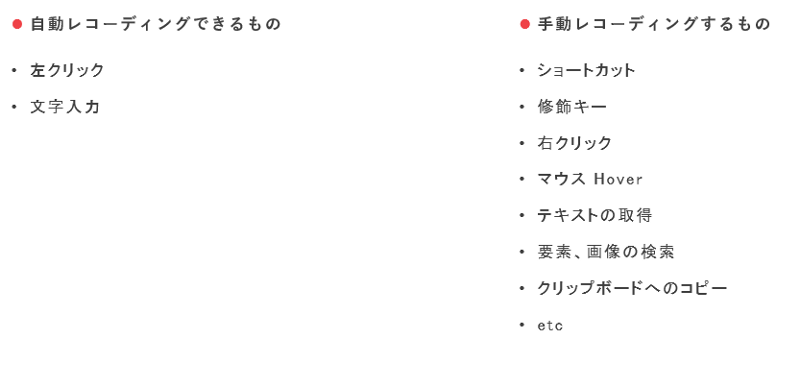 ● 自動レコーディングできるもの
• 左クリック
• 文字入力
● 手動レコーディングするもの
• ショートカット
• 修飾キー
• 右クリック
• マウス Hover
• テキストの取得
• 要素、画像の検索
• クリップボードへのコピー
• etc